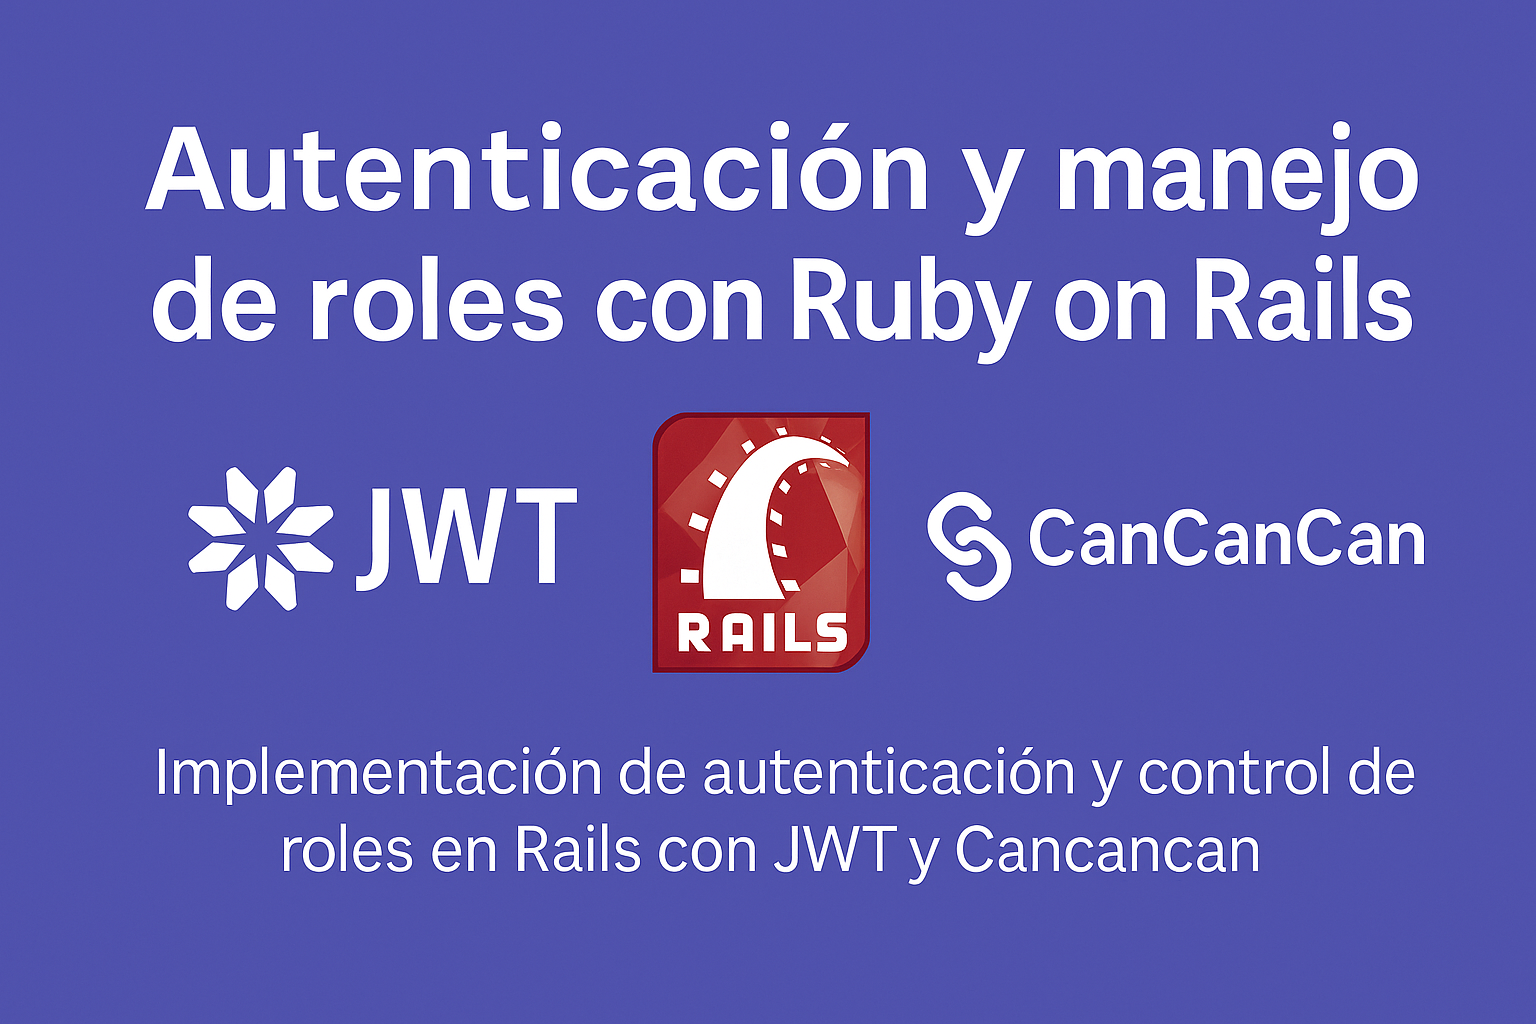 Autenticación y manejo
de roles con Ruby on Rails
JWT
RAILS
CanCanCan
Implementación de autenticación y control de
roles en Rails con JWT y Cancancan